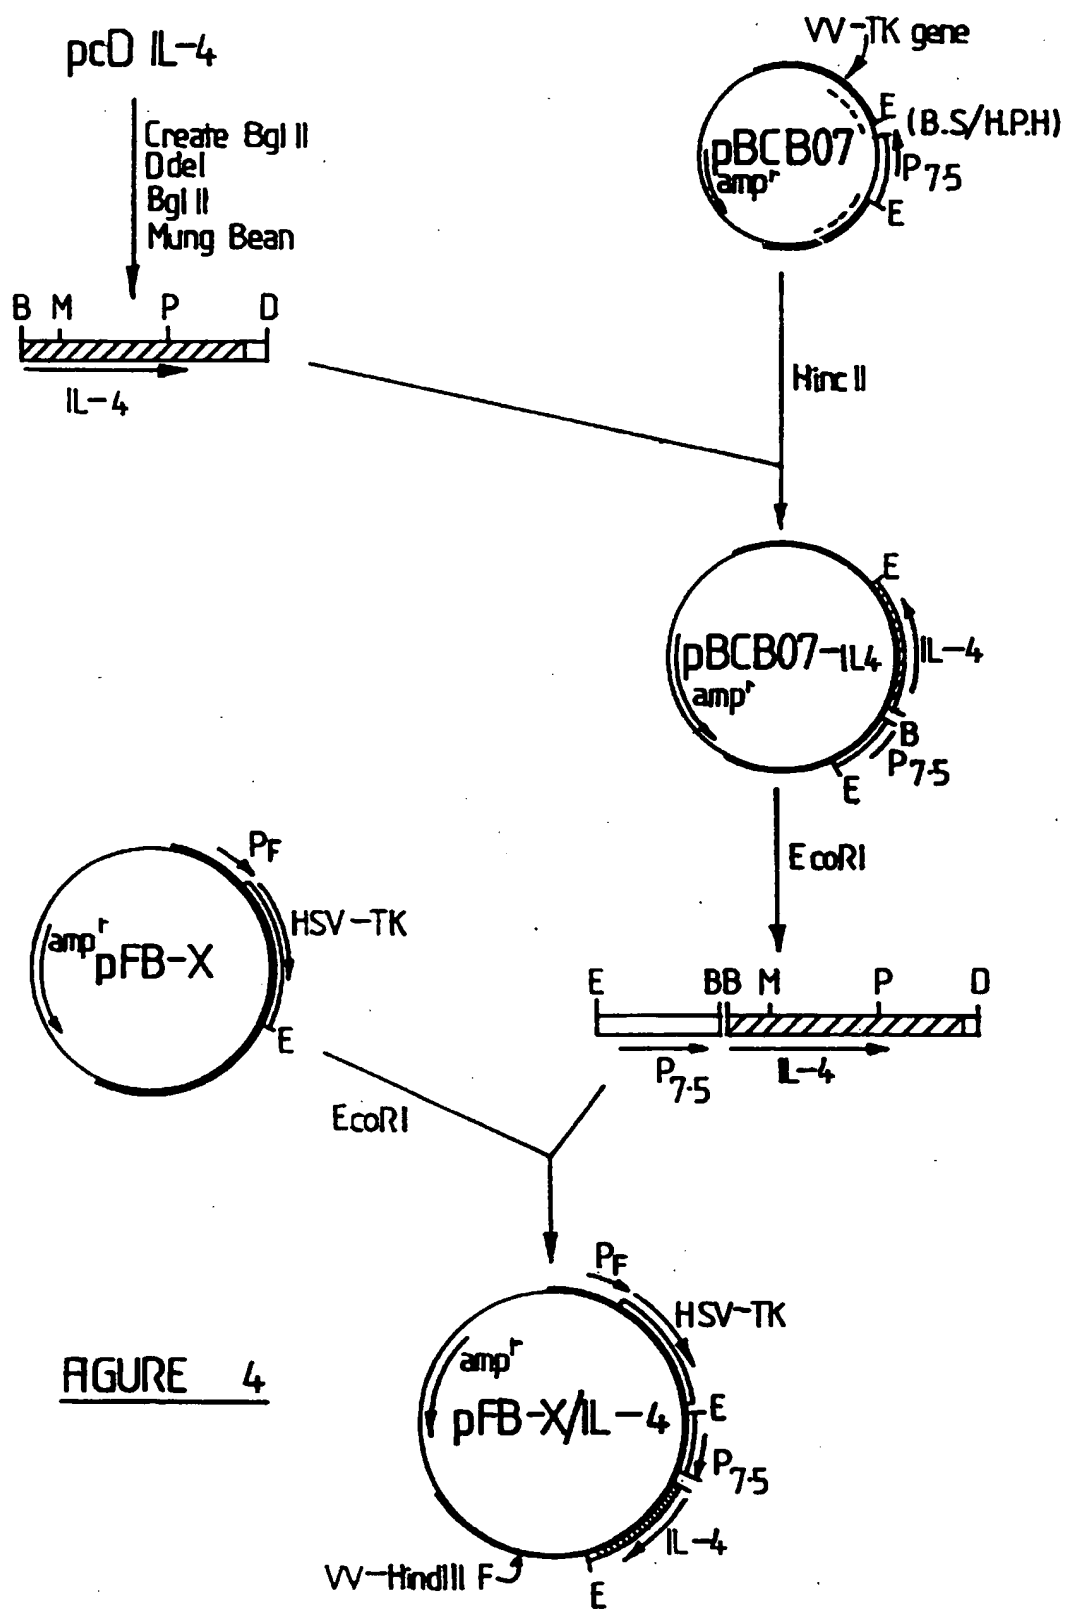 pcD IL-4
Create Bgl II
Ddel
Bgl II
Mung Bean
B M P D
IL-4
VV-TK gene
E
(B.S/H.P.H)
pBCB07
amp^r
P7.5
E
Hinc II
E
pBCB07-IL4
amp^r
IL-4
B
P7.5
E
EcoRI
PF
HSV-TK
amp^r
pFB-X
E
E BB M P D
P7.5
IL-4
EcoRI
PF
HSV-TK
amp^r
pFB-X/IL-4
E
P7.5
IL-4
E
VV-HindIII F
FIGURE 4